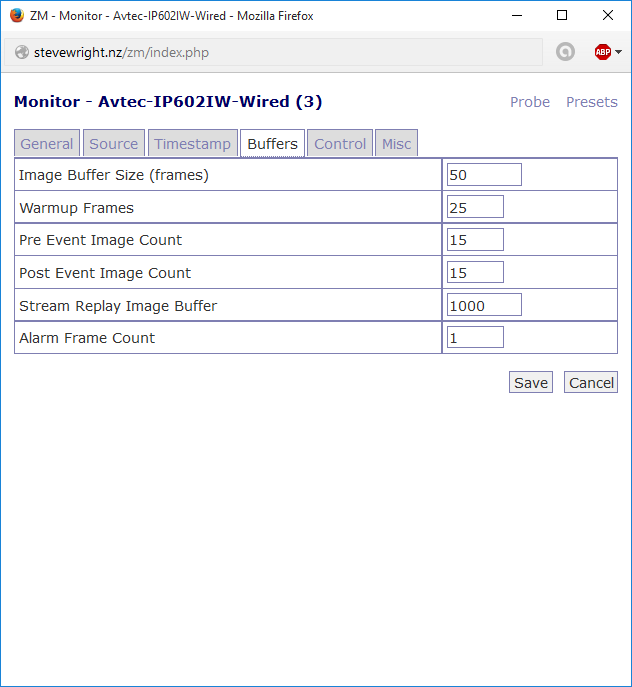 ZM - Monitor - Avtec-IP602IW-Wired - Mozilla Firefox
stevewright.nz/zm/index.php ABP
Monitor - Avtec-IP602IW-Wired (3) Probe Presets
General Source Timestamp Buffers Control Misc
Image Buffer Size (frames) 50
Warmup Frames 25
Pre Event Image Count 15
Post Event Image Count 15
Stream Replay Image Buffer 1000
Alarm Frame Count 1
Save Cancel